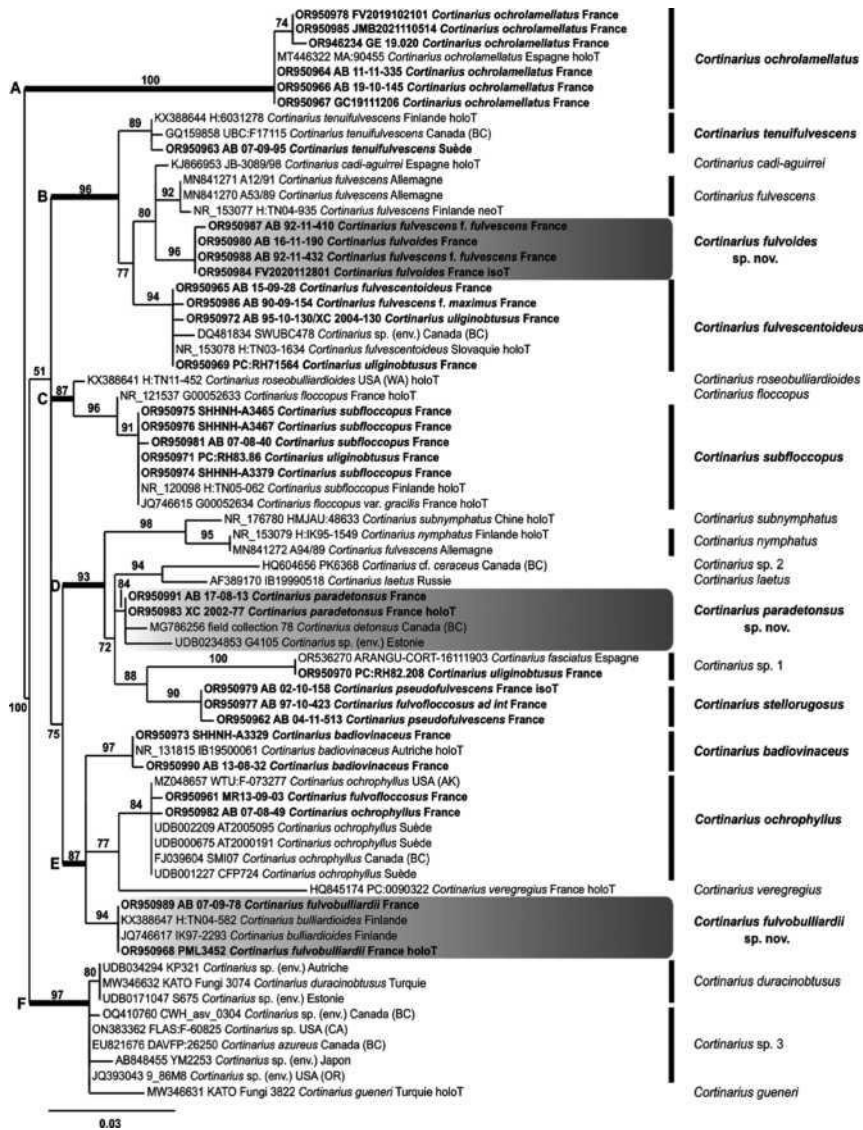 OR950978 FV2019102101 Cortinarius ochrolamellatus France
74
OR950985 JMB2021110514 Cortinarius ochrolamellatus France
OR946234 GE 19.020 Cortinarius ochrolamellatus France
MT446322 MA:90455 Cortinarius ochrolamellatus Espagne holoT
Cortinarius ochrolamellatus
100
OR950964 AB 11-11-335 Cortinarius ochrolamellatus France
A
OR950966 AB 19-10-145 Cortinarius ochrolamellatus France
OR950967 GC19111206 Cortinarius ochrolamellatus France
89
KX388644 H:6031278 Cortinarius tenuifulvescens Finlande holoT
GQ159858 UBC:F17115 Cortinarius tenuifulvescens Canada (BC)
Cortinarius tenuifulvescens
OR950963 AB 07-09-95 Cortinarius tenuifulvescens Suède
KJ866953 JB-3089/98 Cortinarius cadi-aguirrei Espagne holoT
Cortinarius cadi-aguirrei
B
96
MN841271 A12/91 Cortinarius fulvescens Allemagne
92
MN841270 A53/89 Cortinarius fulvescens Allemagne
Cortinarius fulvescens
80
NR_153077 H:TN04-935 Cortinarius fulvescens Finlande neoT
OR950987 AB 92-11-410 Cortinarius fulvescens f. fulvescens France
OR950980 AB 16-11-190 Cortinarius fulvoides France
Cortinarius fulvoides
sp. nov.
96
OR950988 AB 92-11-432 Cortinarius fulvescens f. fulvescens France
77
OR950984 FV2020112801 Cortinarius fulvoides France isoT
OR950965 AB 15-09-28 Cortinarius fulvescentoideus France
94
OR950986 AB 90-09-154 Cortinarius fulvescens f. maximus France
OR950972 AB 95-10-130/XC 2004-130 Cortinarius uliginobtusus France
Cortinarius fulvescentoideus
DQ481834 SWUBC478 Cortinarius sp. (env.) Canada (BC)
NR_153078 H:TN03-1634 Cortinarius fulvescentoideus Slovaquie holoT
OR950969 PC:RH71564 Cortinarius uliginobtusus France
51
87
KX388641 H:TN11-452 Cortinarius roseobulliardioides USA (WA) holoT
Cortinarius roseobulliardioides
C
NR_121537 G00052633 Cortinarius floccopus France holoT
Cortinarius floccopus
96
OR950975 SHHNH-A3465 Cortinarius subfloccopus France
91
OR950976 SHHNH-A3467 Cortinarius subfloccopus France
OR950981 AB 07-08-40 Cortinarius subfloccopus France
OR950971 PC:RH83.86 Cortinarius uliginobtusus France
Cortinarius subfloccopus
OR950974 SHHNH-A3379 Cortinarius subfloccopus France
NR_120098 H:TN05-062 Cortinarius subfloccopus Finlande holoT
JQ746615 G00052634 Cortinarius floccopus var. gracilis France holoT
98
NR_176780 HMJAU:48633 Cortinarius subnymphatus Chine holoT
Cortinarius subnymphatus
95
NR_153079 H:IK95-1549 Cortinarius nymphatus Finlande holoT
Cortinarius nymphatus
MN841272 A94/89 Cortinarius fulvescens Allemagne
94
HQ604656 PK6368 Cortinarius cf. ceraceus Canada (BC)
Cortinarius sp. 2
D
93
84
AF389170 IB19990518 Cortinarius laetus Russie
Cortinarius laetus
OR950991 AB 17-08-13 Cortinarius paradetonsus France
OR950983 XC 2002-77 Cortinarius paradetonsus France holoT
Cortinarius paradetonsus
sp. nov.
MG786256 field collection 78 Cortinarius detonsus Canada (BC)
72
UDB0234853 G4105 Cortinarius sp. (env.) Estonie
100
OR536270 ARANGU-CORT-16111903 Cortinarius fasciatus Espagne
Cortinarius sp. 1
88
OR950970 PC:RH82.208 Cortinarius uliginobtusus France
90
OR950979 AB 02-10-158 Cortinarius pseudofulvescens France isoT
OR950977 AB 97-10-423 Cortinarius fulvofloccosus ad int France
Cortinarius stellorugosus
100
OR950962 AB 04-11-513 Cortinarius pseudofulvescens France
75
97
OR950973 SHHNH-A3329 Cortinarius badiovinaceus France
NR_131815 IB19500061 Cortinarius badiovinaceus Autriche holoT
Cortinarius badiovinaceus
OR950990 AB 13-08-32 Cortinarius badiovinaceus France
MZ048657 WTU:F-073277 Cortinarius ochrophyllus USA (AK)
84
OR950961 MR13-09-03 Cortinarius fulvofloccosus France
OR950982 AB 07-08-49 Cortinarius ochrophyllus France
Cortinarius ochrophyllus
UDB002209 AT2005095 Cortinarius ochrophyllus Suède
77
UDB000675 AT2000191 Cortinarius ochrophyllus Suède
E
87
FJ039604 SMI07 Cortinarius ochrophyllus Canada (BC)
UDB001227 CFP724 Cortinarius ochrophyllus Suède
HQ845174 PC:0090322 Cortinarius veregregius France holoT
Cortinarius veregregius
94
OR950989 AB 07-09-78 Cortinarius fulvobulliardii France
KX388647 H:TN04-582 Cortinarius bulliardioides Finlande
Cortinarius fulvobulliardii
sp. nov.
JQ746617 IK97-2293 Cortinarius bulliardioides Finlande
OR950968 PML3452 Cortinarius fulvobulliardii France holoT
80
UDB034294 KP321 Cortinarius sp. (env.) Autriche
MW346632 KATO Fungi 3074 Cortinarius duracinobtusus Turquie
Cortinarius duracinobtusus
F
97
UDB0171047 S675 Cortinarius sp. (env.) Estonie
OQ410760 CWH_asv_0304 Cortinarius sp. (env.) Canada (BC)
ON383362 FLAS:F-60825 Cortinarius sp. USA (CA)
EU821676 DAVFP:26250 Cortinarius azureus Canada (BC)
Cortinarius sp. 3
AB848455 YM2253 Cortinarius sp. (env.) Japon
JQ393043 9_86M8 Cortinarius sp. (env.) USA (OR)
MW346631 KATO Fungi 3822 Cortinarius gueneri Turquie holoT
Cortinarius gueneri
0.03